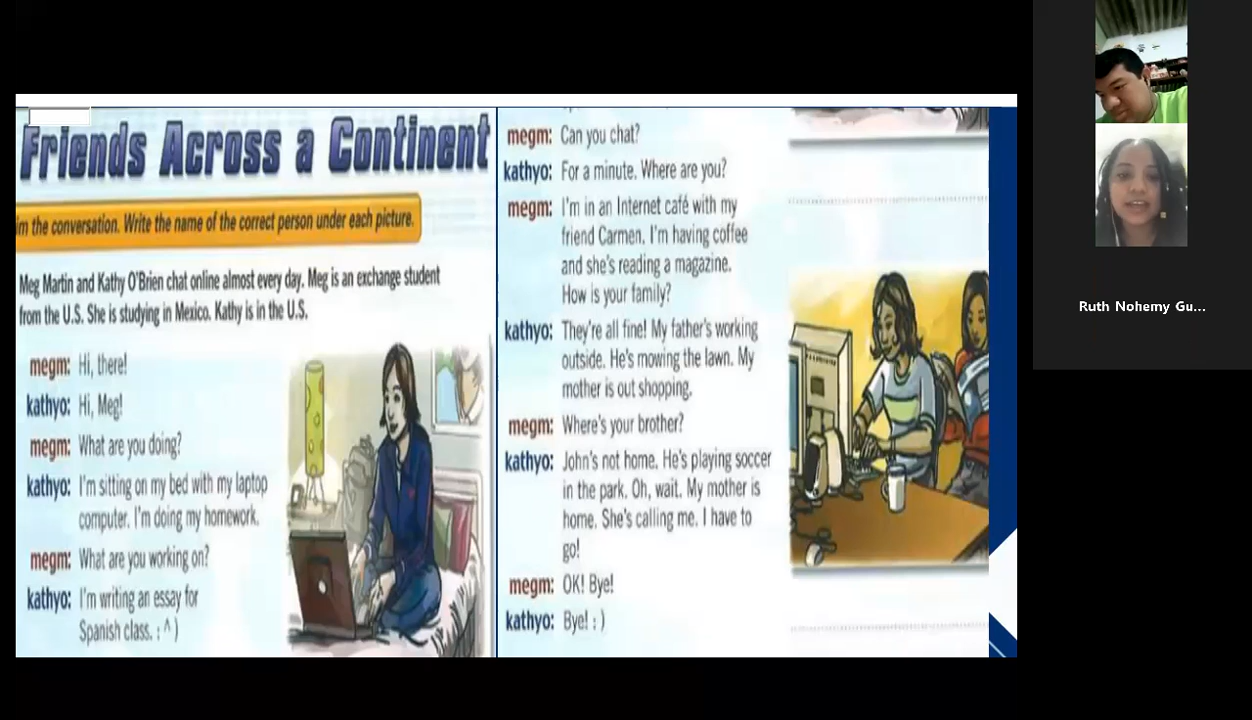 Friends Across a Continent
the conversation. Write the name of the correct person under each picture.
Meg Martin and Kathy O'Brien chat online almost every day. Meg is an exchange student
from the U.S. She is studying in Mexico. Kathy is in the U.S.
megm: Hi, there!
kathyo: Hi, Meg!
megm: What are you doing?
kathyo: I'm sitting on my bed with my laptop
computer. I'm doing my homework.
megm: What are you working on?
kathyo: I'm writing an essay for
Spanish class. : ^ )
megm: Can you chat?
kathyo: For a minute. Where are you?
megm: I'm in an Internet café with my
friend Carmen. I'm having coffee
and she's reading a magazine.
How is your family?
kathyo: They're all fine! My father's working
outside. He's mowing the lawn. My
mother is out shopping.
megm: Where's your brother?
kathyo: John's not home. He's playing soccer
in the park. Oh, wait. My mother is
home. She's calling me. I have to
go!
megm: OK! Bye!
kathyo: Bye! : )
Ruth Nohemy Gu...